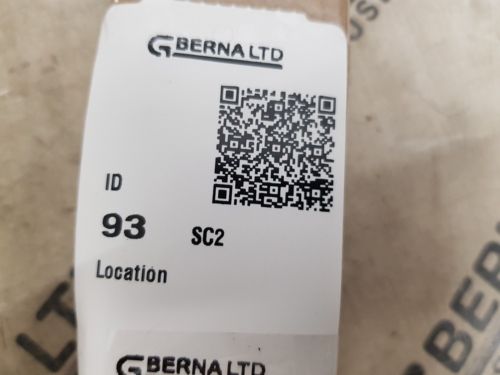 GBERNA LTD
ID
93 SC2
Location
GBERNA LTD